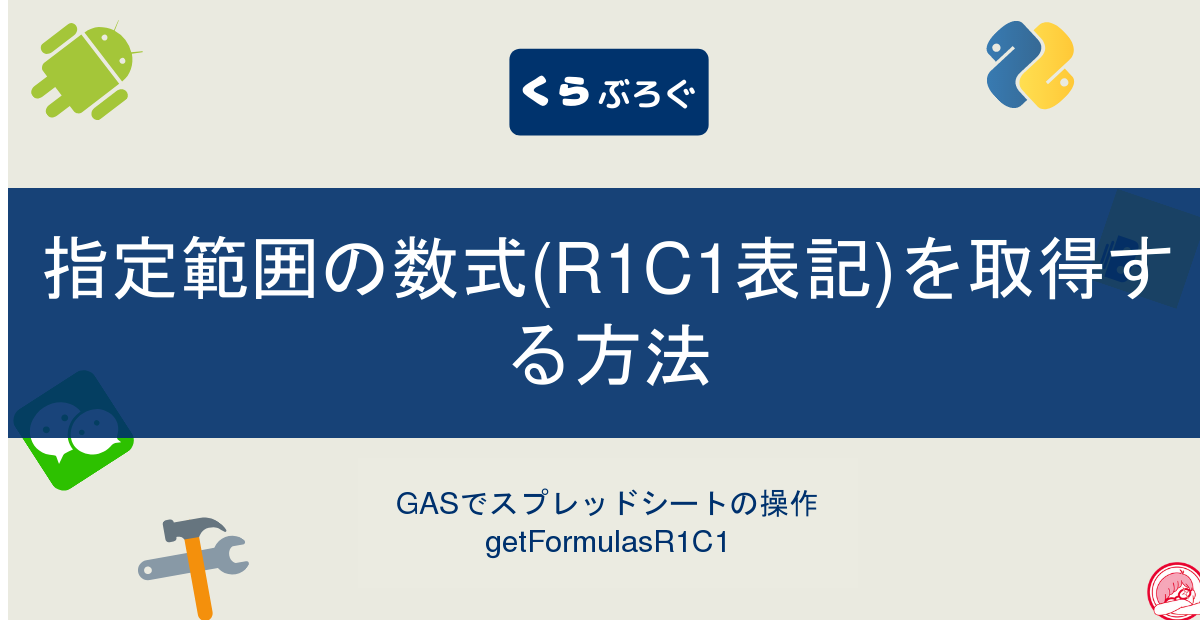 くらぶろぐ
指定範囲の数式(R1C1表記)を取得す
る方法
GASでスプレッドシートの操作
getFormulasR1C1